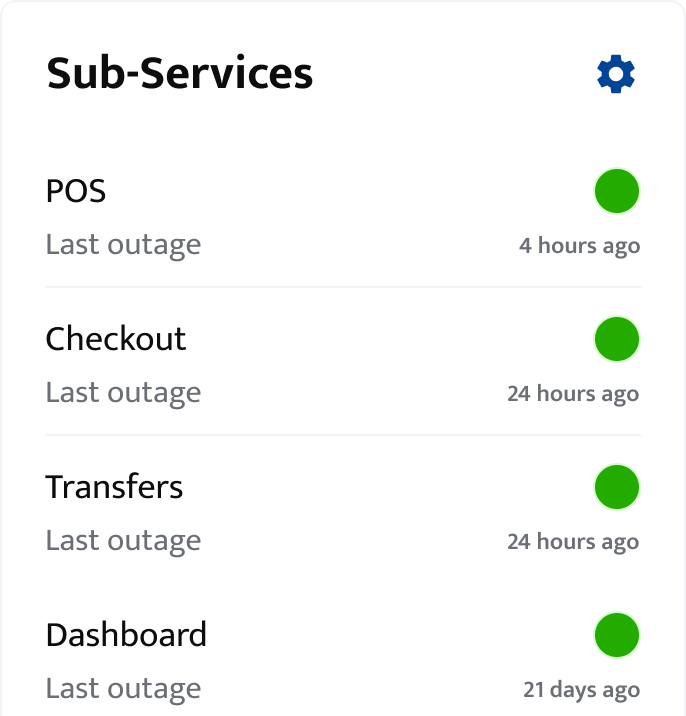 Sub-Services
POS
Last outage 4 hours ago
Checkout
Last outage 24 hours ago
Transfers
Last outage 24 hours ago
Dashboard
Last outage 21 days ago